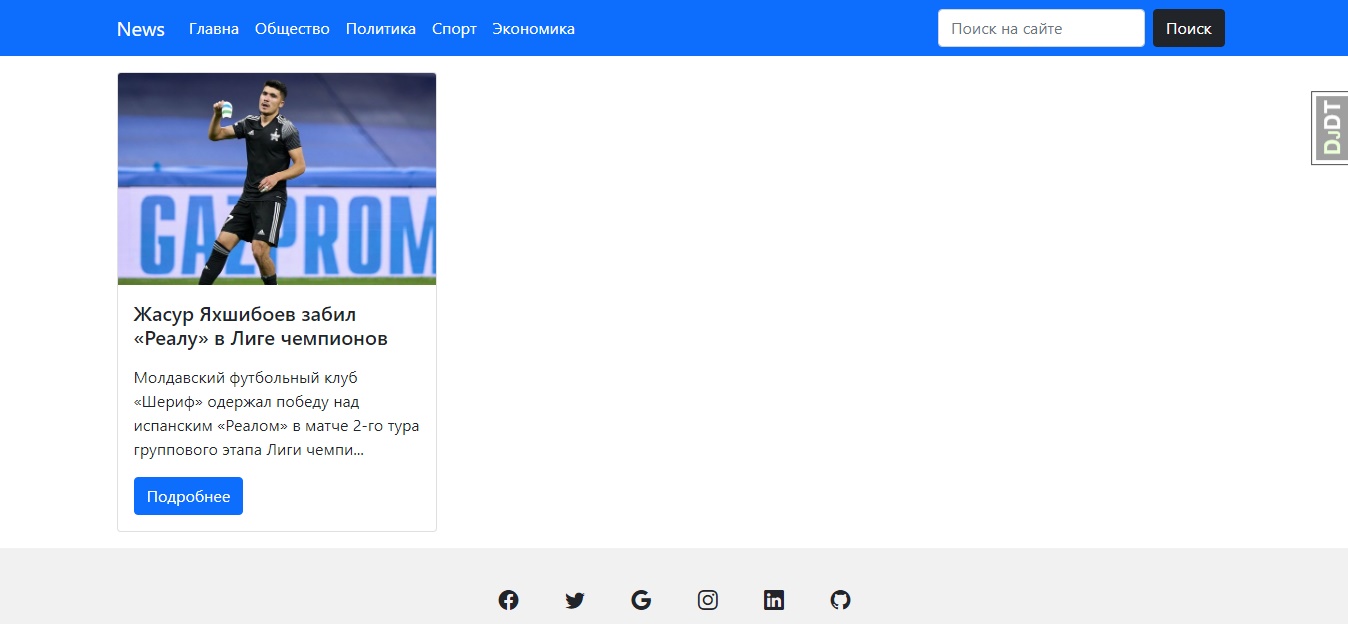 News Главна Общество Политика Спорт Экономика Поиск на сайте Поиск
DJDT
GAZPROM
Жасур Яхшибоев забил
«Реалу» в Лиге чемпионов
Молдавский футбольный клуб
«Шериф» одержал победу над
испанским «Реалом» в матче 2-го тура
группового этапа Лиги чемпи...
Подробнее